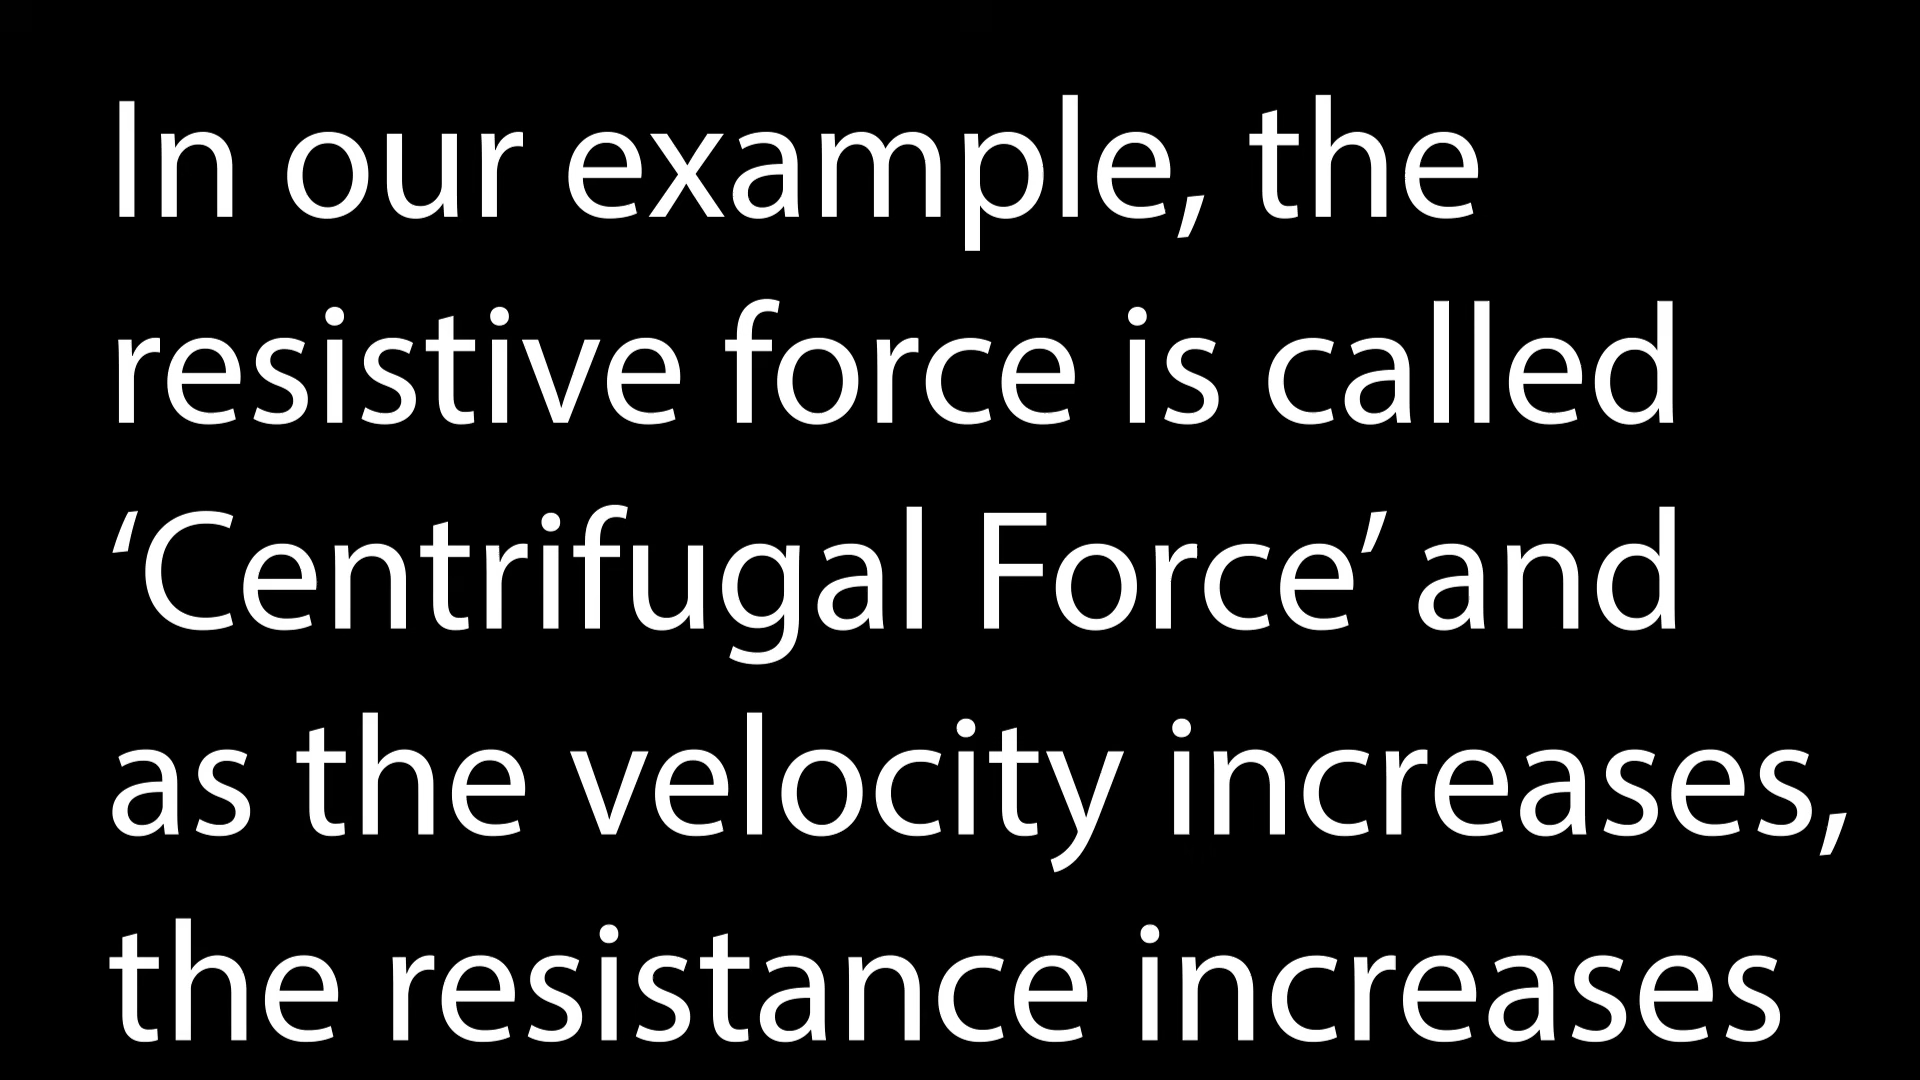 In our example, the
resistive force is called
‘Centrifugal Force’ and
as the velocity increases,
the resistance increases